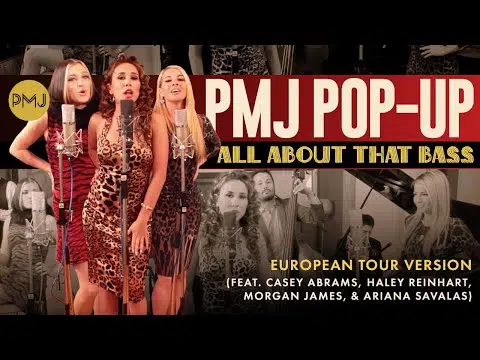 PMJ
PMJ POP-UP
ALL ABOUT THAT BASS
EUROPEAN TOUR VERSION
(FEAT. CASEY ABRAMS, HALEY REINHART,
MORGAN JAMES, & ARIANA SAVALAS)